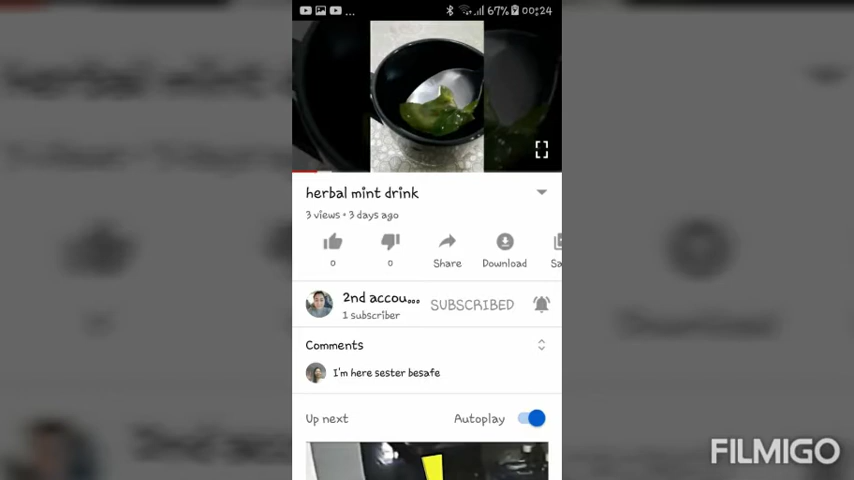 ... 67% 00:24
herbal mint drink
3 views • 3 days ago
0 0 Share Download Sa
2nd accou... SUBSCRIBED
1 subscriber
Comments
I'm here sester besafe
Up next Autoplay
FILMIGO